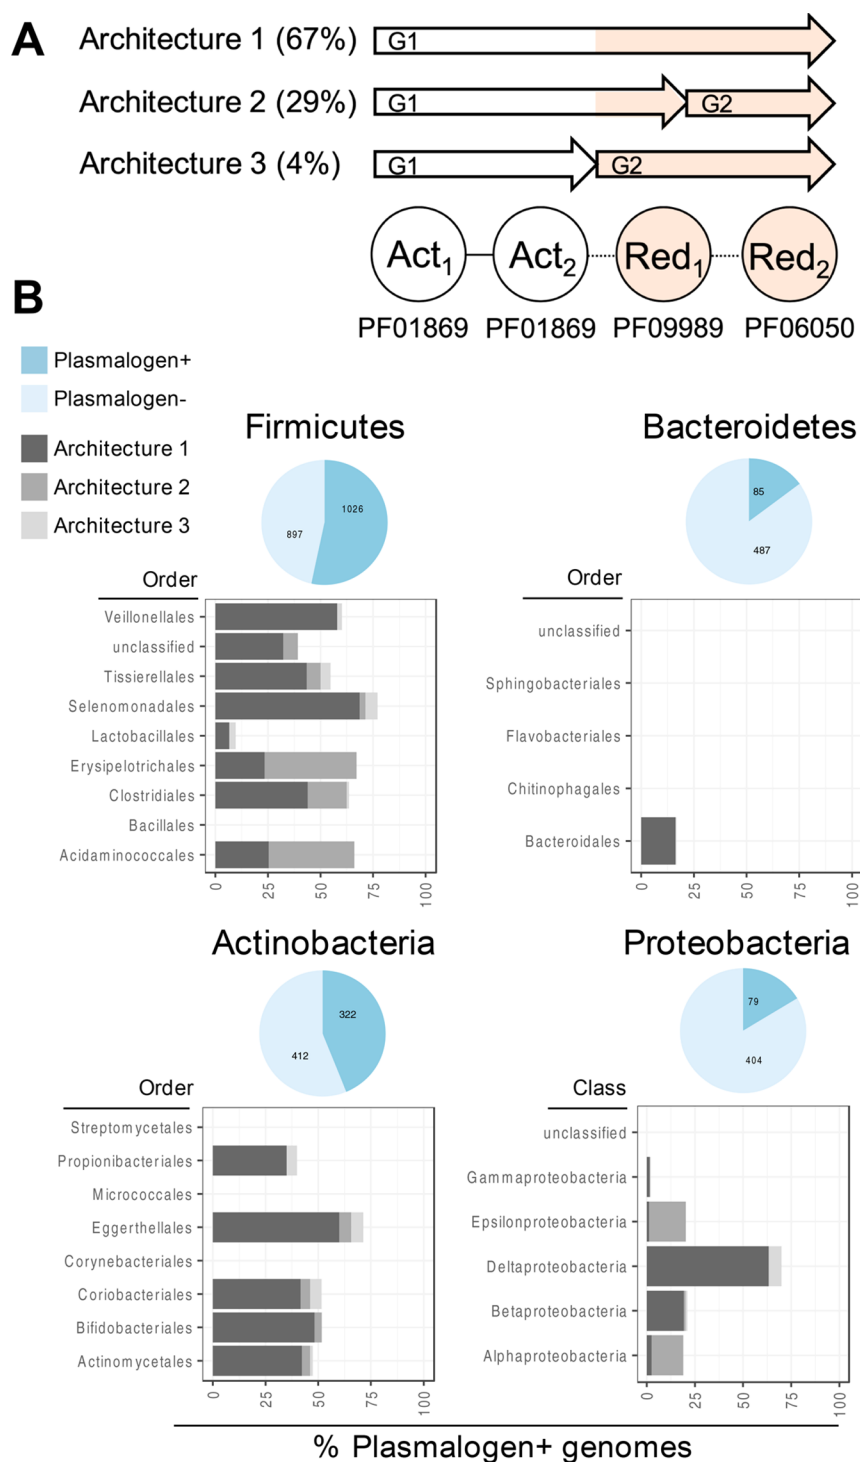 A
Architecture 1 (67%)
G1
Architecture 2 (29%)
G1
G2
Architecture 3 (4%)
G1
G2
Act1
Act2
Red1
Red2
PF01869
PF01869
PF09989
PF06050
B
Plasmalogen+
Plasmalogen-
Architecture 1
Architecture 2
Architecture 3
Firmicutes
1026
897
Order
Veillonellales
unclassified
Tissierellales
Selenomonadales
Lactobacillales
Erysipelotrichales
Clostridiales
Bacillales
Acidaminococcales
0
25
50
75
100
Bacteroidetes
85
487
Order
unclassified
Sphingobacteriales
Flavobacteriales
Chitinophagales
Bacteroidales
0
25
50
75
100
Actinobacteria
322
412
Order
Streptomycetales
Propionibacteriales
Micrococcales
Eggerthellales
Corynebacteriales
Coriobacteriales
Bifidobacteriales
Actinomycetales
0
25
50
75
100
Proteobacteria
79
404
Class
unclassified
Gammaproteobacteria
Epsilonproteobacteria
Deltaproteobacteria
Betaproteobacteria
Alphaproteobacteria
0
25
50
75
100
% Plasmalogen+ genomes